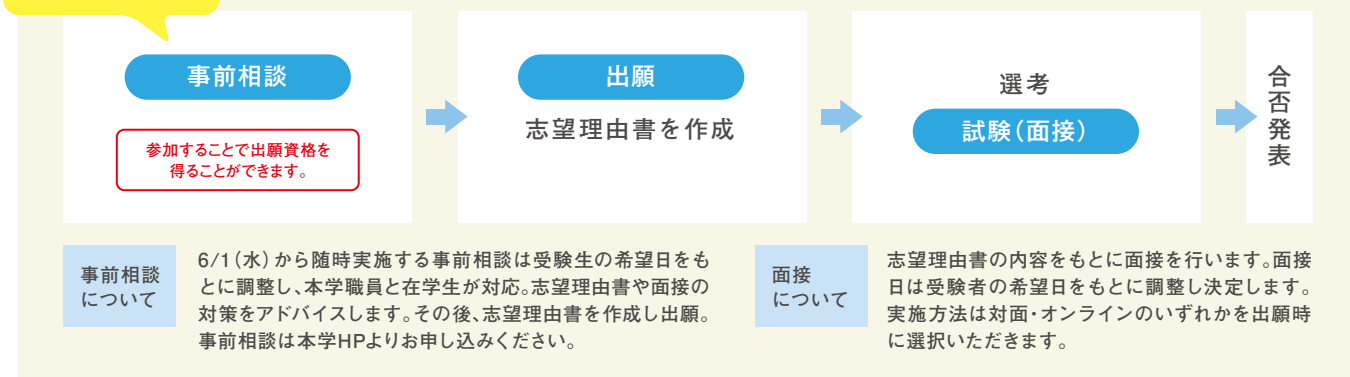 事前相談
参加することで出願資格を
得ることができます。
出願
志望理由書を作成
選考
試験(面接)
合否発表
事前相談
について
6/1(水)から随時実施する事前相談は受験生の希望日をも
とに調整し、本学職員と在学生が対応。志望理由書や面接の
対策をアドバイスします。その後、志望理由書を作成し出願。
事前相談は本学HPよりお申し込みください。
面接
について
志望理由書の内容をもとに面接を行います。面接
日は受験者の希望日をもとに調整し決定します。
実施方法は対面・オンラインのいずれかを出願時
に選択いただきます。